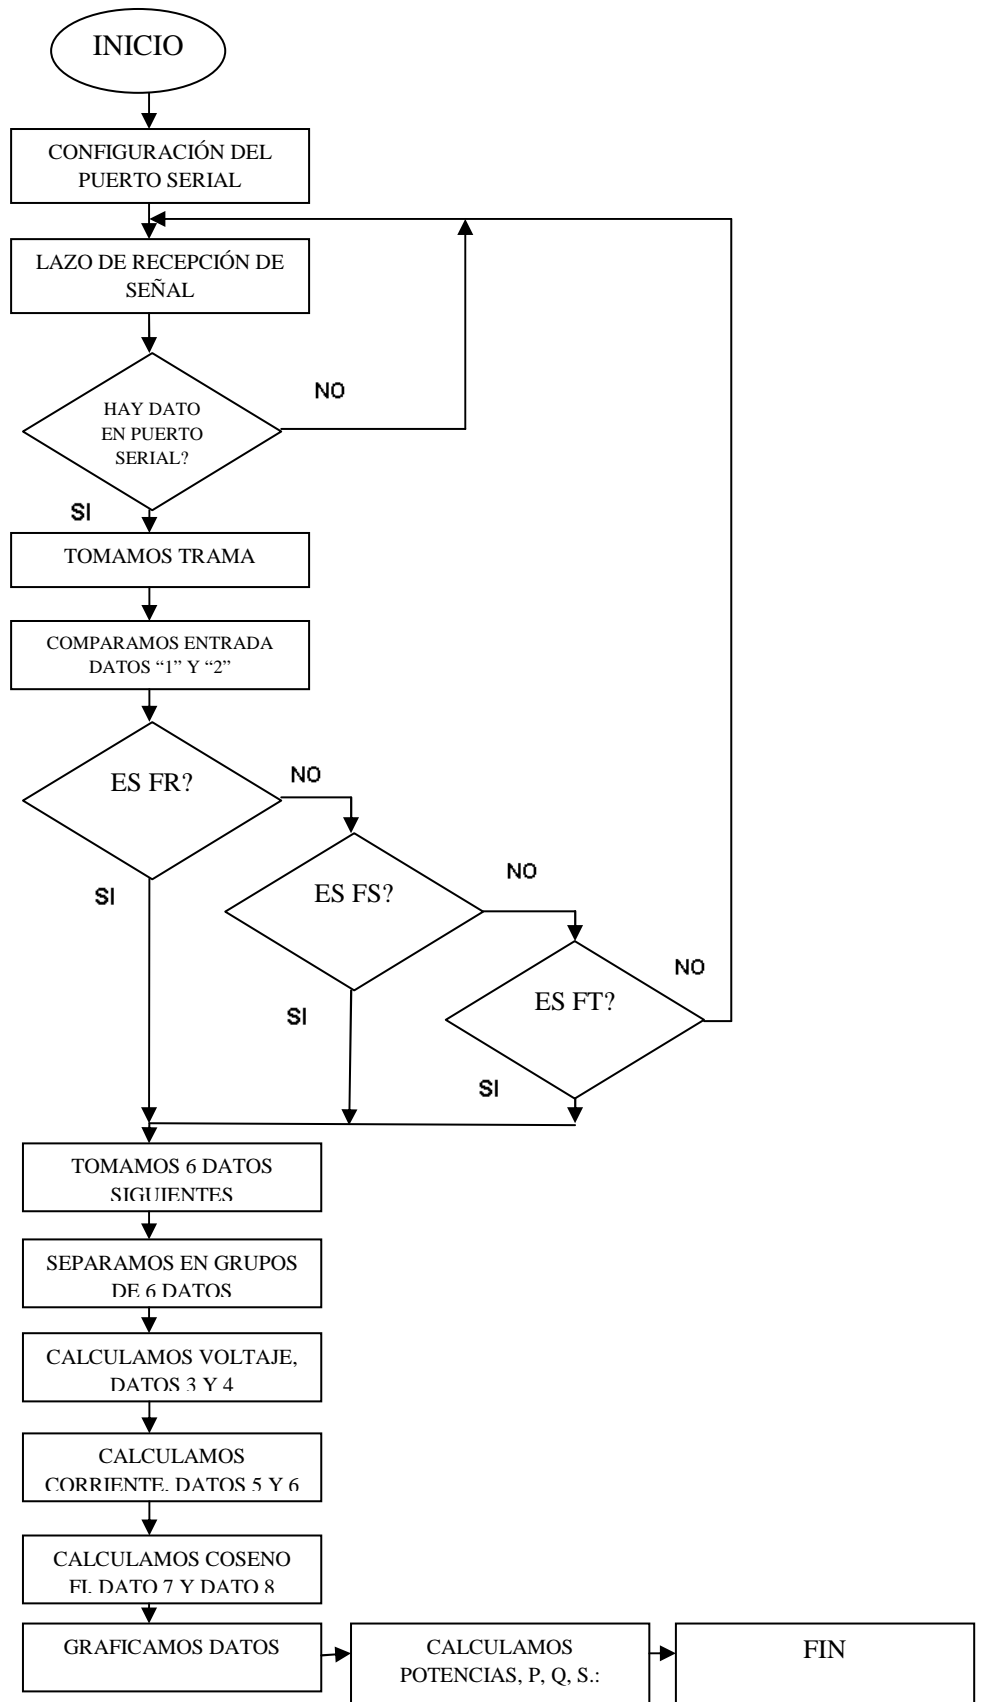 INICIO
CONFIGURACIÓN DEL
PUERTO SERIAL
LAZO DE RECEPCIÓN DE
SEÑAL
NO
HAY DATO
EN PUERTO
SERIAL?
SI
TOMAMOS TRAMA
COMPARAMOS ENTRADA
DATOS “1” Y “2”
ES FR?
NO
SI
ES FS?
NO
SI
ES FT?
NO
SI
TOMAMOS 6 DATOS
SIGUIENTES
SEPARAMOS EN GRUPOS
DE 6 DATOS
CALCULAMOS VOLTAJE,
DATOS 3 Y 4
CALCULAMOS
CORRIENTE, DATOS 5 Y 6
CALCULAMOS COSENO
FI, DATO 7 Y DATO 8
GRAFICAMOS DATOS
CALCULAMOS
POTENCIAS, P, Q, S.:
FIN